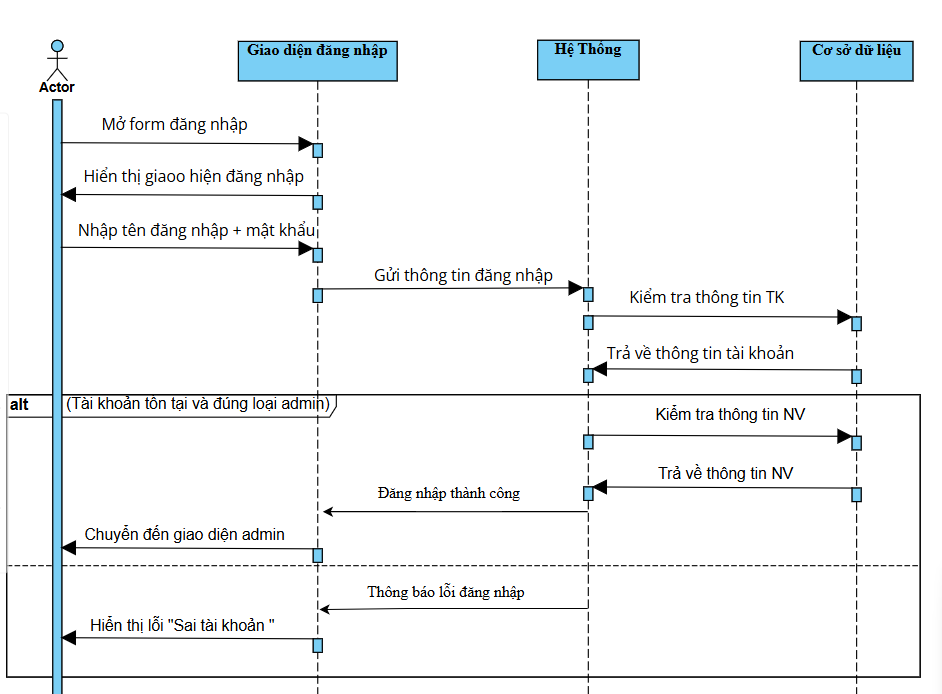 Giao diện đăng nhập
Hệ Thống
Cơ sở dữ liệu
Actor
Mở form đăng nhập
Hiển thị giaoo hiện đăng nhập
Nhập tên đăng nhập + mật khẩu
Gửi thông tin đăng nhập
Kiểm tra thông tin TK
Trả về thông tin tài khoản
alt
(Tài khoản tôn tại và đúng loại admin)
Kiểm tra thông tin NV
Trả về thông tin NV
Đăng nhập thành công
Chuyển đến giao diện admin
Thông báo lỗi đăng nhập
Hiển thị lỗi "Sai tài khoản "